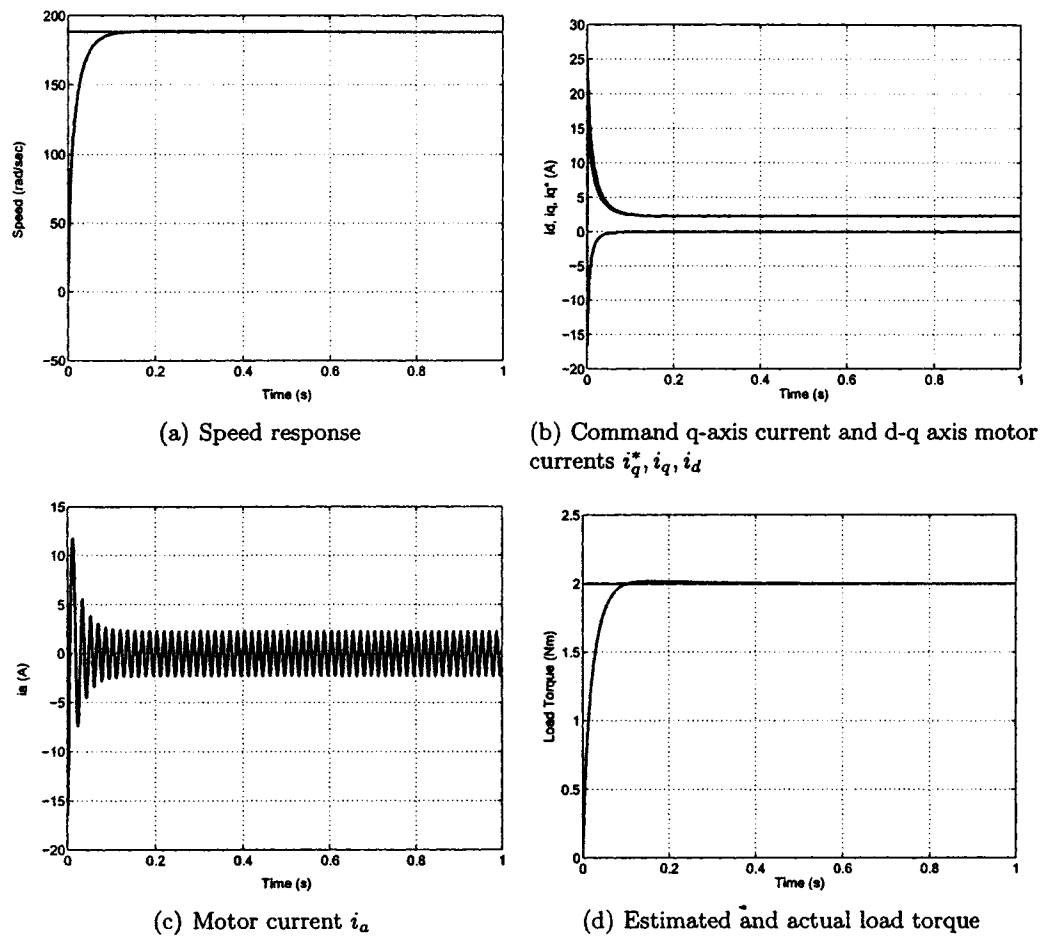 200
150
100
50
0
−50
Speed (rad/sec)
0 0.2 0.4 0.6 0.8 1
Time (s)
(a) Speed response
30
25
20
15
10
5
0
−5
−10
−15
−20
id, iq, iq* (A)
0 0.2 0.4 0.6 0.8 1
Time (s)
(b) Command q-axis current and d-q axis motor
currents i_q^*, i_q, i_d
15
10
5
0
−5
−10
−15
−20
ia (A)
0 0.2 0.4 0.6 0.8 1
Time (s)
(c) Motor current i_a
2.5
2
1.5
1
0.5
0
Load Torque (Nm)
0 0.2 0.4 0.6 0.8 1
Time (s)
(d) Estimated and actual load torque